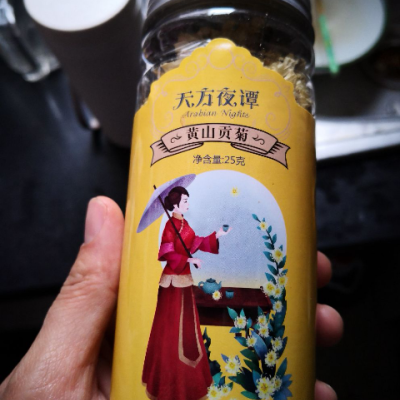 天方夜谭
Arabian Nights
黄山贡菊
净含量:25克